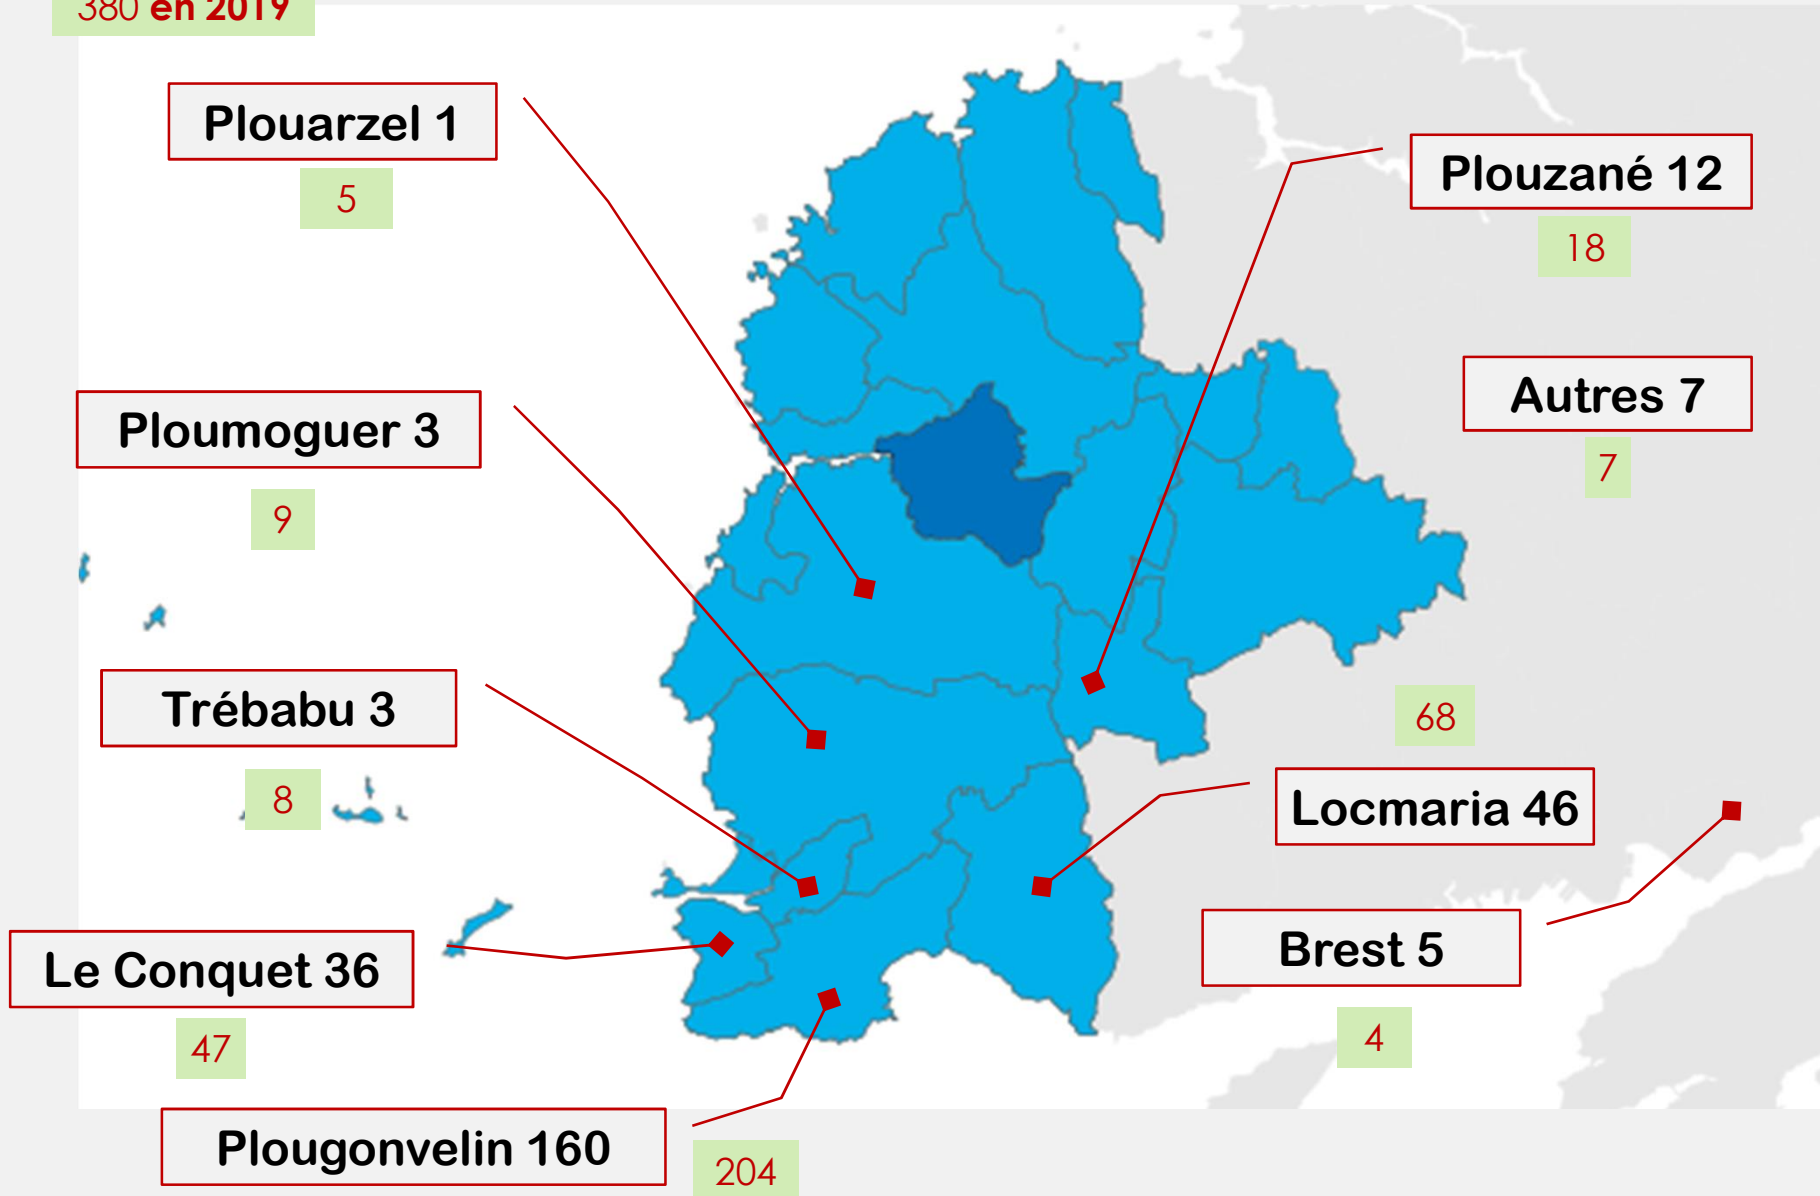 380 en 2019
Plouarzel 1
5
Plouzané 12
18
Autres 7
7
Ploumoguer 3
9
Trébabu 3
8
68
Locmaria 46
Le Conquet 36
47
Brest 5
4
Plougonvelin 160
204